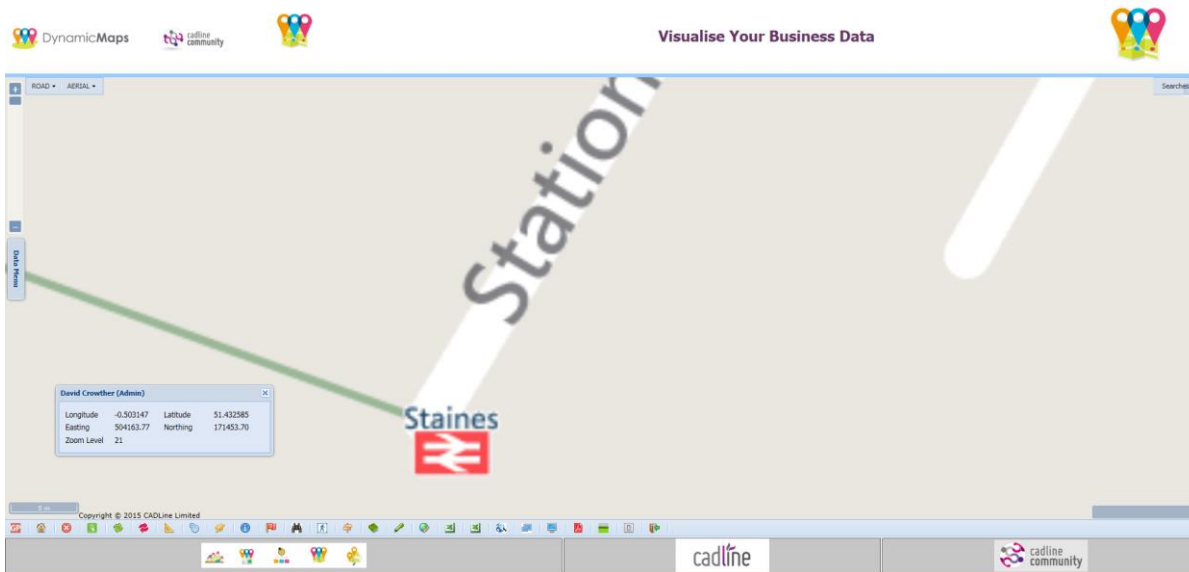 DynamicMaps
cadline
community
Visualise Your Business Data
ROAD AERIAL
Searches
Station
Data Menu
David Crowther (Admin)
Longitude -0.503147 Latitude 51.432585
Easting 504163.77 Northing 171453.70
Zoom Level 21
Staines
Copyright © 2015 CADLine Limited
cadline
cadline
community